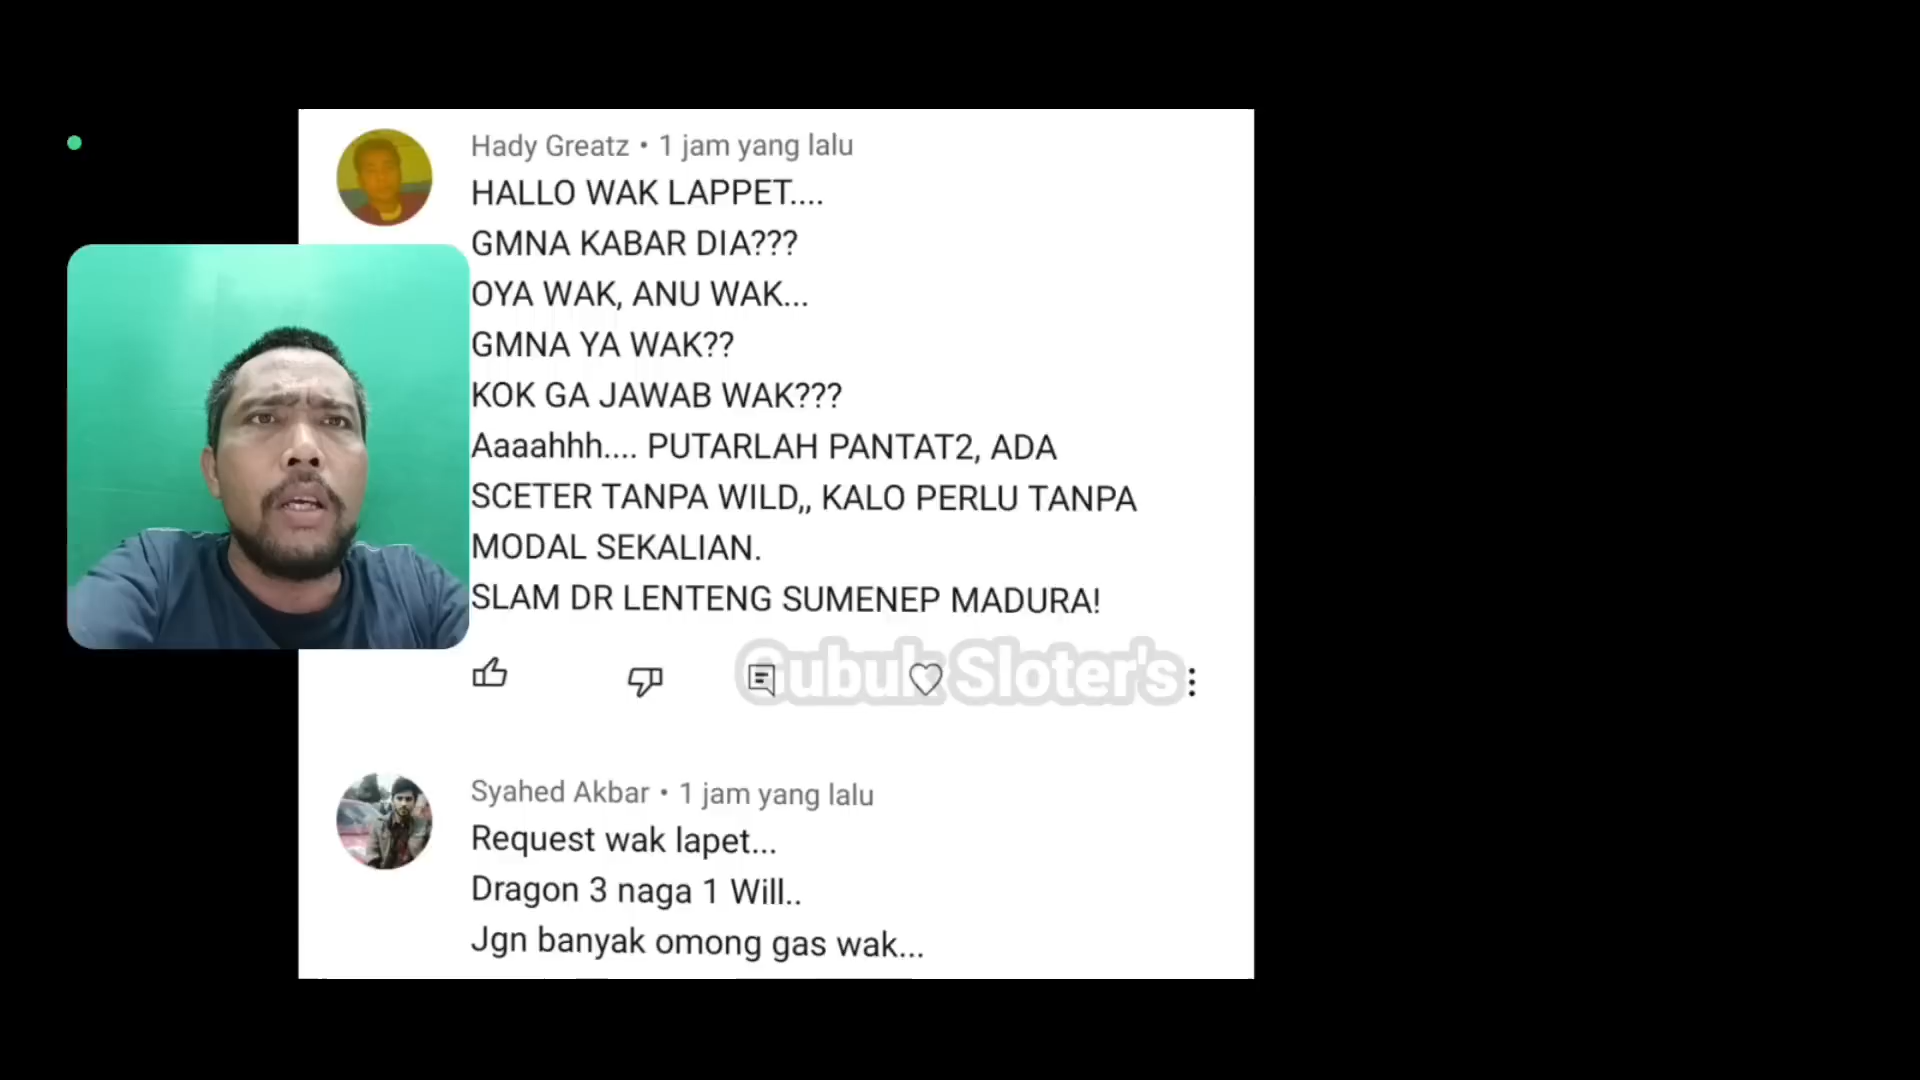 Hady Greatz • 1 jam yang lalu
HALLO WAK LAPPET....
GMNA KABAR DIA???
OYA WAK, ANU WAK...
GMNA YA WAK??
KOK GA JAWAB WAK???
Aaaahhh.... PUTARLAH PANTAT2, ADA
SCETER TANPA WILD,, KALO PERLU TANPA
MODAL SEKALIAN.
SLAM DR LENTENG SUMENEP MADURA!
Gubuk Sloter's
Syahed Akbar • 1 jam yang lalu
Request wak lapet...
Dragon 3 naga 1 Will..
Jgn banyak omong gas wak...